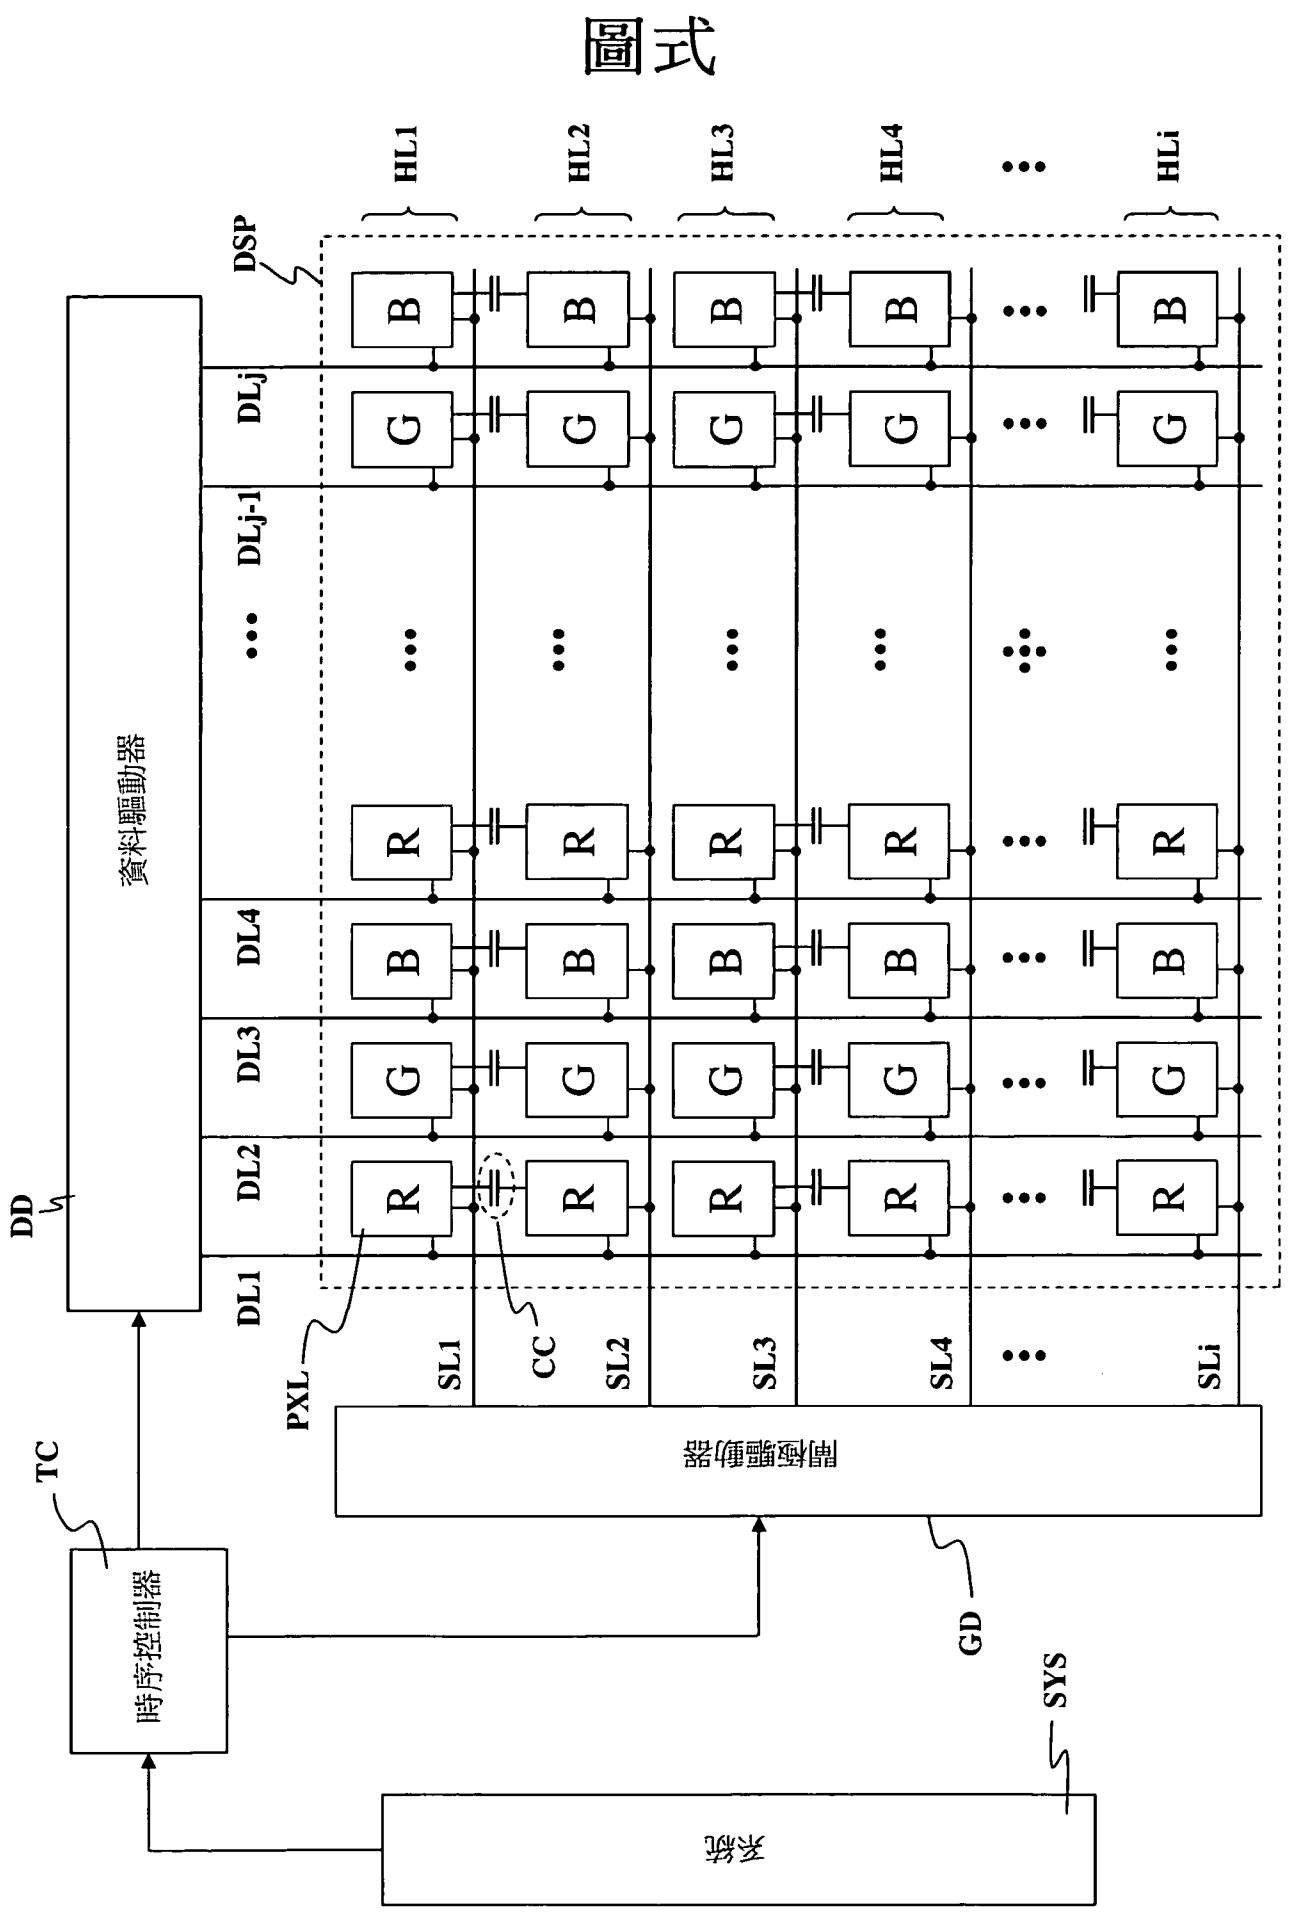 圖式
HL1
HL2
HL3
HL4
•••
HLi
DSP
DD
資料驅動器
DL1
DL2
DL3
DL4
•••
DLj-1
DLj
TC
時序控制器
PXL
R G B R ••• G B
SL1
CC
R G B R ••• G B
SL2
R G B R ••• G B
SL3
R G B R ••• G B
SL4
•••
R G B R ••• G B
SLi
閘極驅動器
GD
SYS
系統